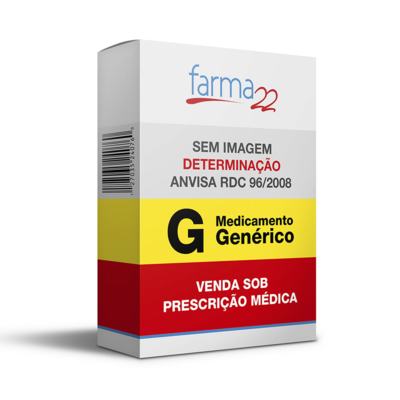 farma22
SEM IMAGEM
DETERMINAÇÃO
ANVISA RDC 96/2008
G Medicamento
Genérico
VENDA SOB
PRESCRIÇÃO MÉDICA